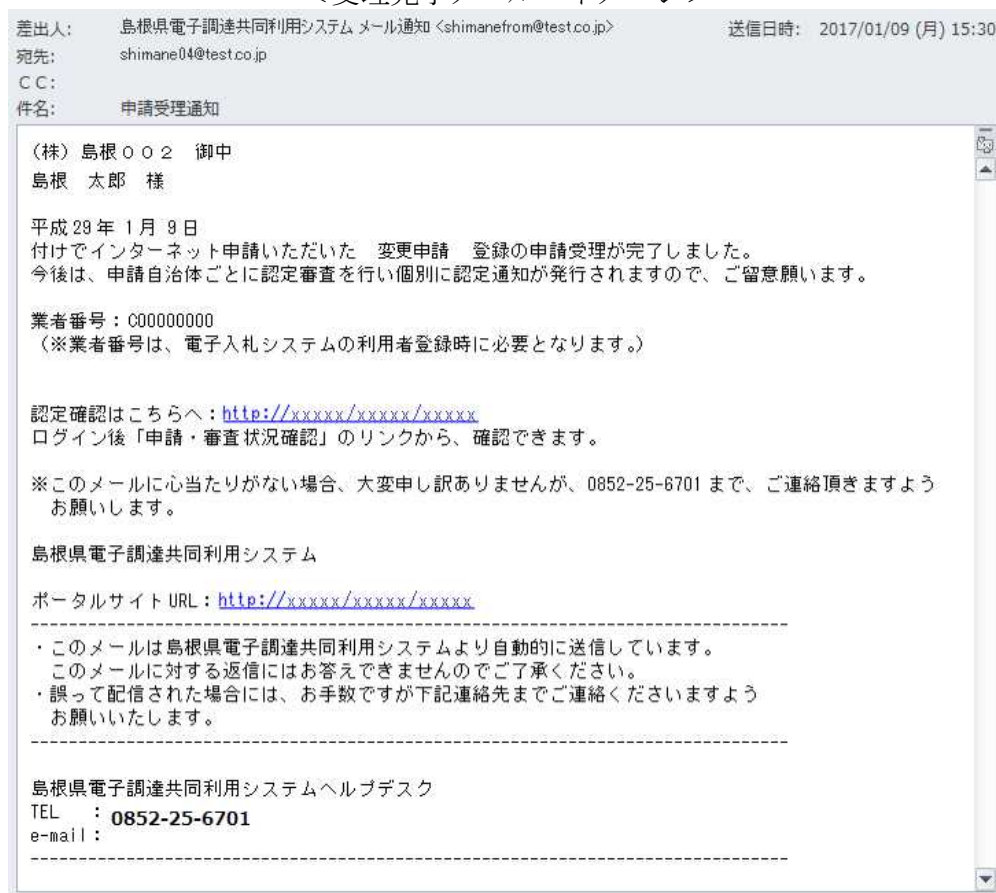 差出人: 島根県電子調達共同利用システム メール通知 <shimanefrom@test.co.jp> 送信日時: 2017/01/09 (月) 15:30
宛先: shimane04@test.co.jp
ＣＣ:
件名: 申請受理通知
(株) 島根００２ 御中
島根 太郎 様
平成29年 1月 9日
付けでインターネット申請いただいた 変更申請 登録の申請受理が完了しました。
今後は、申請自治体ごとに認定審査を行い個別に認定通知が発行されますので、ご留意願います。
業者番号：C00000000
(※業者番号は、電子入札システムの利用者登録時に必要となります。)
認定確認はこちらへ：http://xxxxx/xxxxx/xxxxx
ログイン後「申請・審査状況確認」のリンクから、確認できます。
※このメールに心当たりがない場合、大変申し訳ありませんが、0852-25-6701 まで、ご連絡頂きますよう
お願いします。
島根県電子調達共同利用システム
ポータルサイト URL：http://xxxxx/xxxxx/xxxxx
--------------------------------------------------------------------------------
・このメールは島根県電子調達共同利用システムより自動的に送信しています。
このメールに対する返信にはお答えできませんのでご了承ください。
・誤って配信された場合には、お手数ですが下記連絡先までご連絡くださいますよう
お願いいたします。
--------------------------------------------------------------------------------
島根県電子調達共同利用システムヘルプデスク
TEL ：0852-25-6701
e-mail：
--------------------------------------------------------------------------------